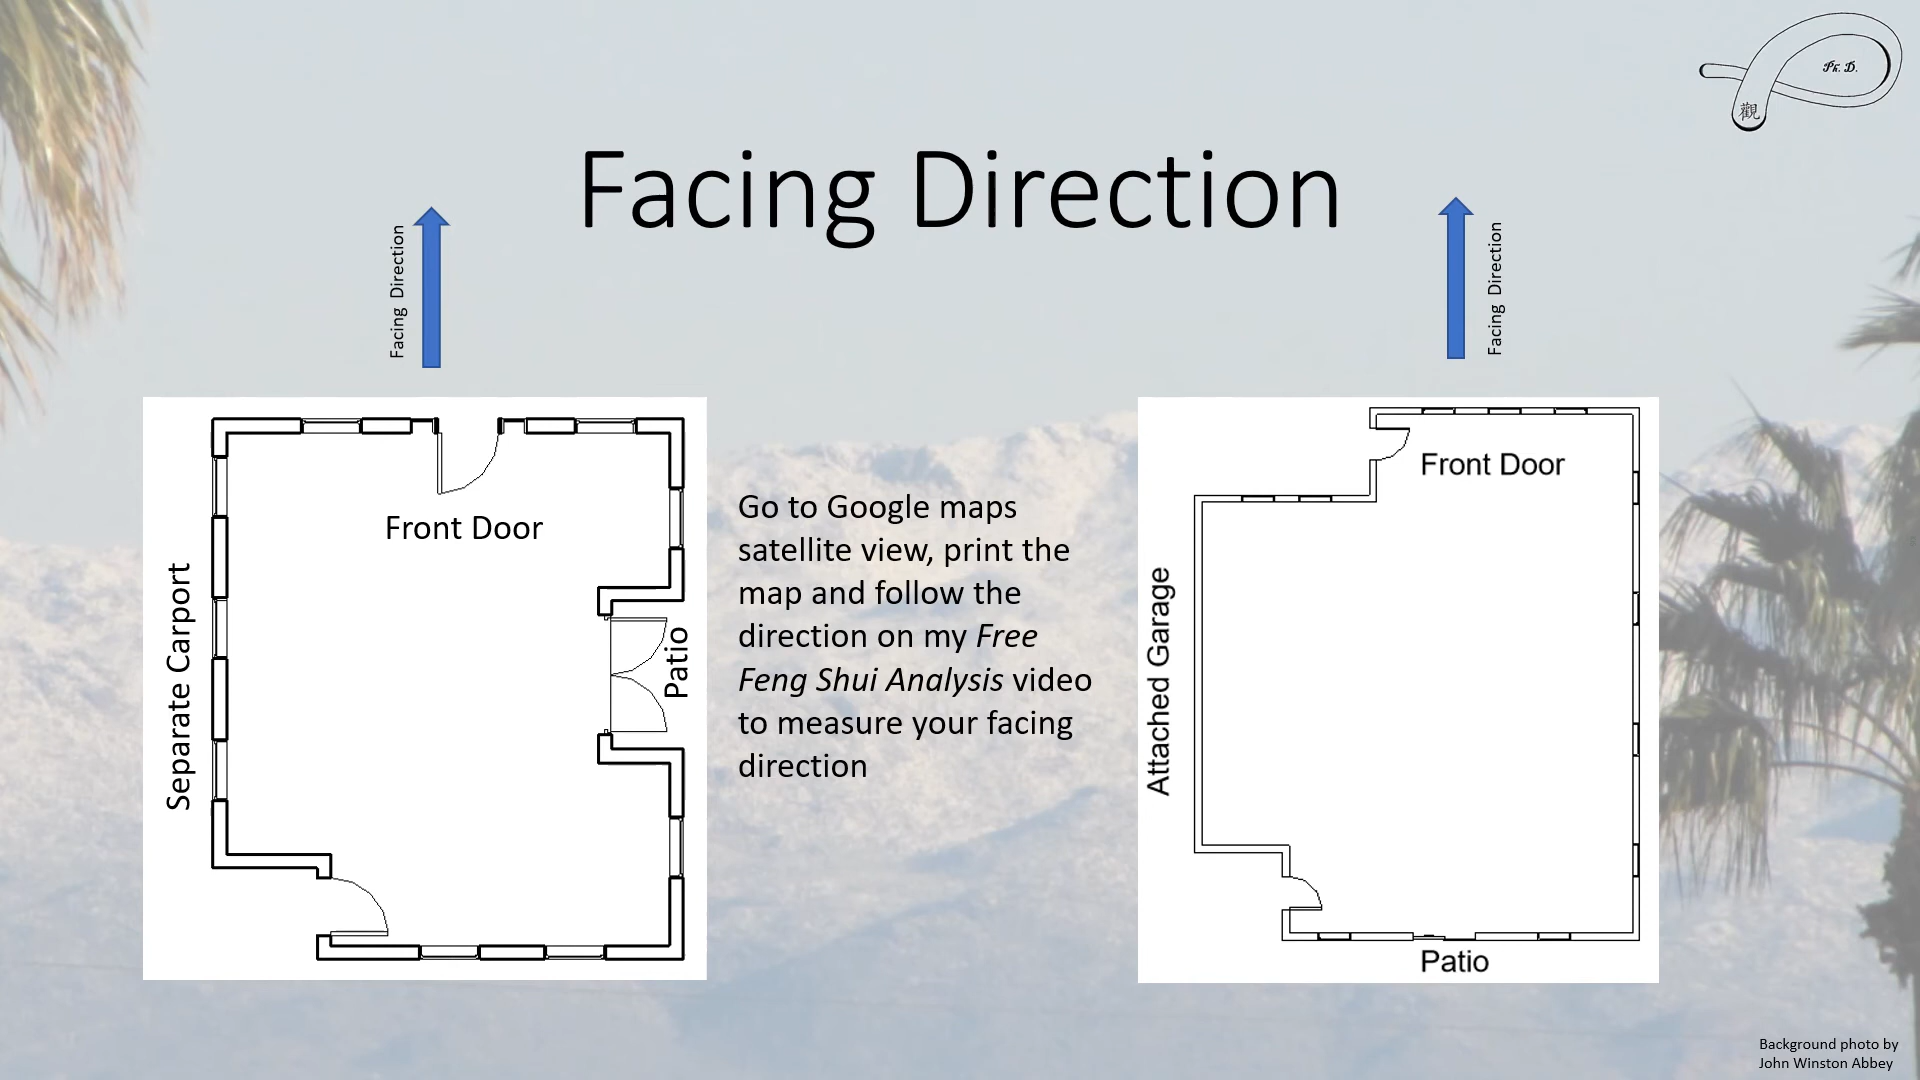 Ph. D.
觀
Facing Direction
Facing Direction
Facing Direction
Front Door
Separate Carport
Patio
Go to Google maps
satellite view, print the
map and follow the
direction on my Free
Feng Shui Analysis video
to measure your facing
direction
Front Door
Attached Garage
Patio
Background photo by
John Winston Abbey